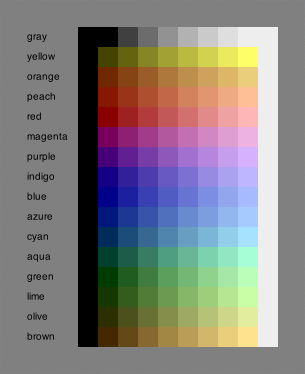 gray
yellow
orange
peach
red
magenta
purple
indigo
blue
azure
cyan
aqua
green
lime
olive
brown